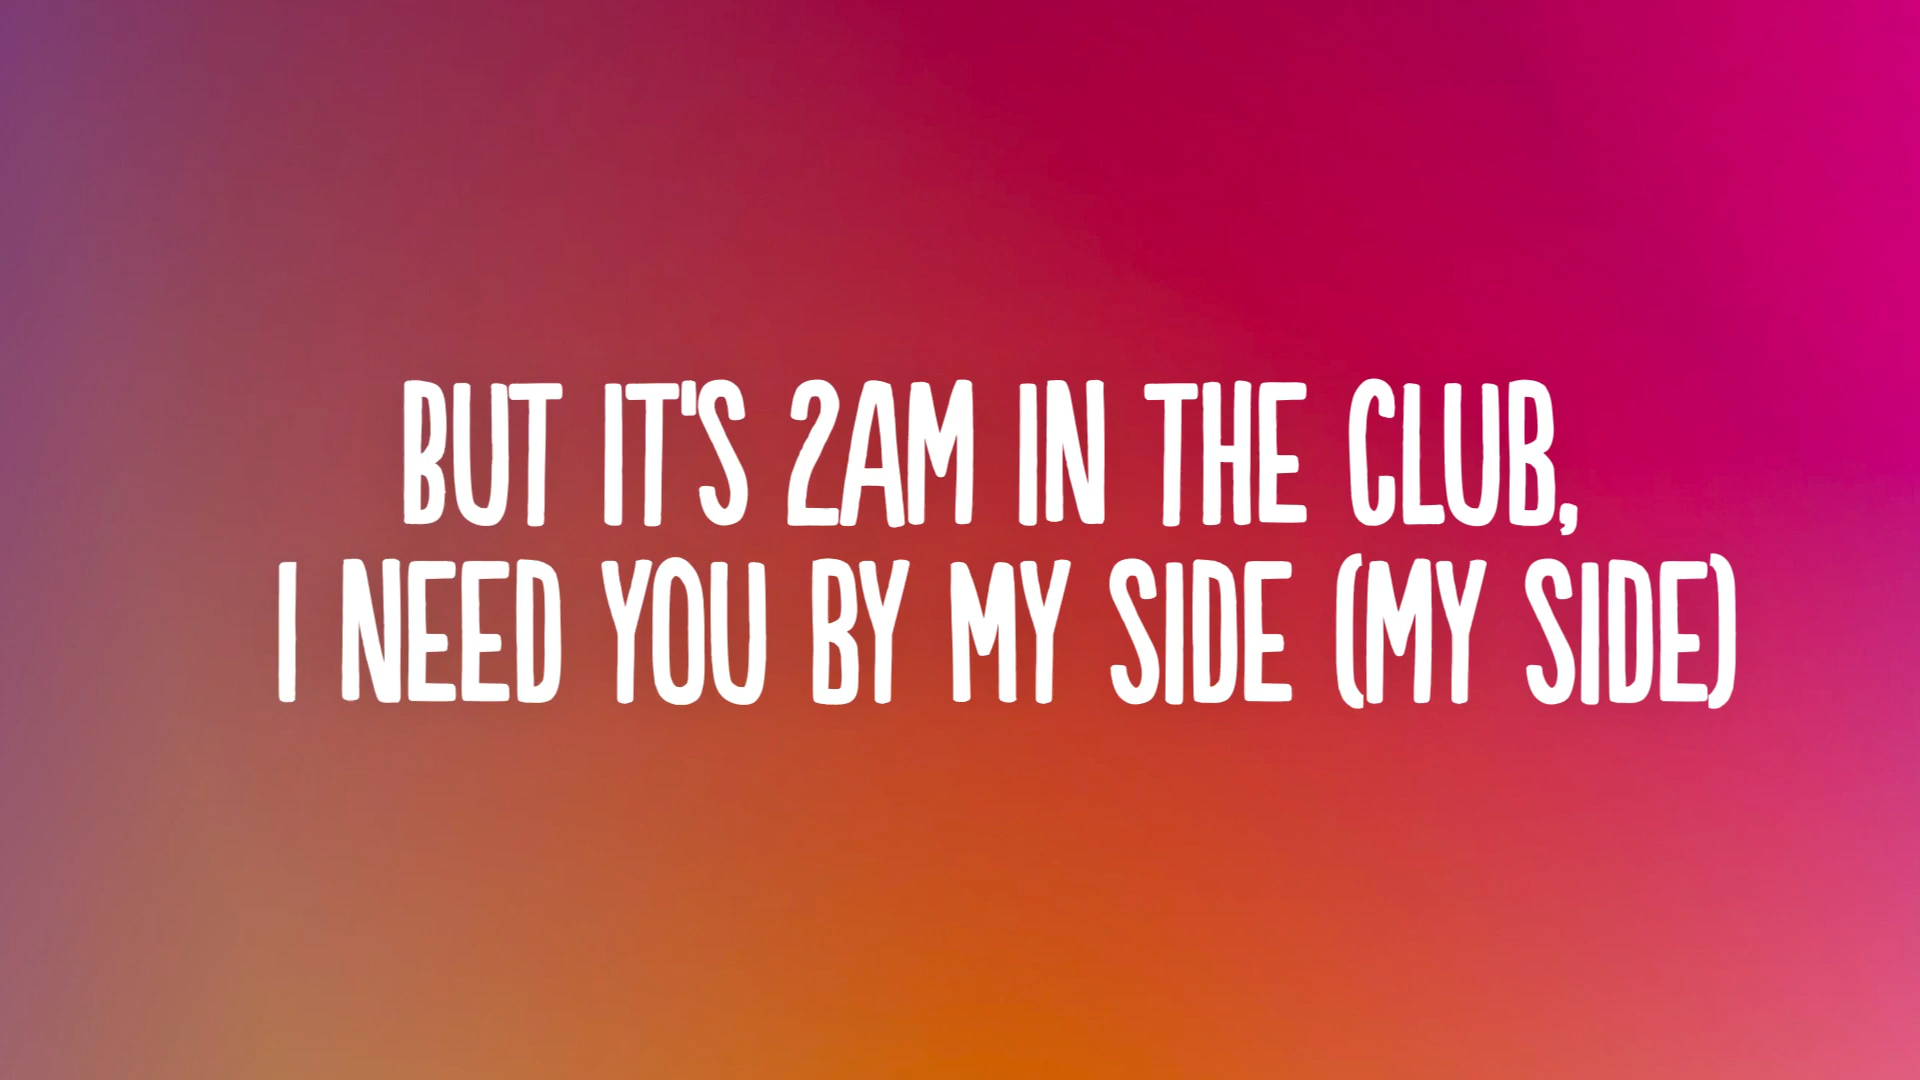 BUT IT'S 2AM IN THE CLUB,
I NEED YOU BY MY SIDE (MY SIDE)